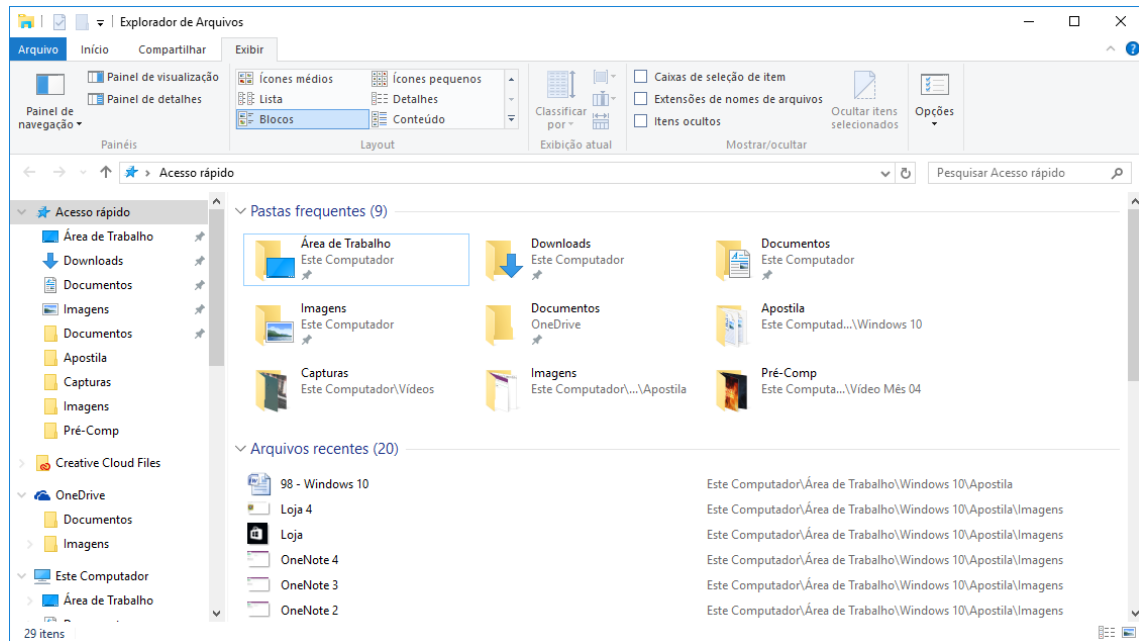 Explorador de Arquivos
Arquivo Início Compartilhar Exibir
Painel de navegação
Painel de visualização
Painel de detalhes
Painéis
Ícones médios Ícones pequenos
Lista Detalhes
Blocos Conteúdo
Layout
Classificar por
Exibição atual
Caixas de seleção de item
Extensões de nomes de arquivos
Itens ocultos
Ocultar itens selecionados
Mostrar/ocultar
Opções
Acesso rápido
Pesquisar Acesso rápido
Acesso rápido
Área de Trabalho
Downloads
Documentos
Imagens
Documentos
Apostila
Capturas
Imagens
Pré-Comp
Creative Cloud Files
OneDrive
Documentos
Imagens
Este Computador
Área de Trabalho
Pastas frequentes (9)
Área de Trabalho
Este Computador
Downloads
Este Computador
Documentos
Este Computador
Imagens
Este Computador
Documentos
OneDrive
Apostila
Este Computad...\Windows 10
Capturas
Este Computador\Vídeos
Imagens
Este Computador\...\Apostila
Pré-Comp
Este Computa...\Vídeo Mês 04
Arquivos recentes (20)
98 - Windows 10 Este Computador\Área de Trabalho\Windows 10\Apostila
Loja 4 Este Computador\Área de Trabalho\Windows 10\Apostila\Imagens
Loja Este Computador\Área de Trabalho\Windows 10\Apostila\Imagens
OneNote 4 Este Computador\Área de Trabalho\Windows 10\Apostila\Imagens
OneNote 3 Este Computador\Área de Trabalho\Windows 10\Apostila\Imagens
OneNote 2 Este Computador\Área de Trabalho\Windows 10\Apostila\Imagens
29 itens